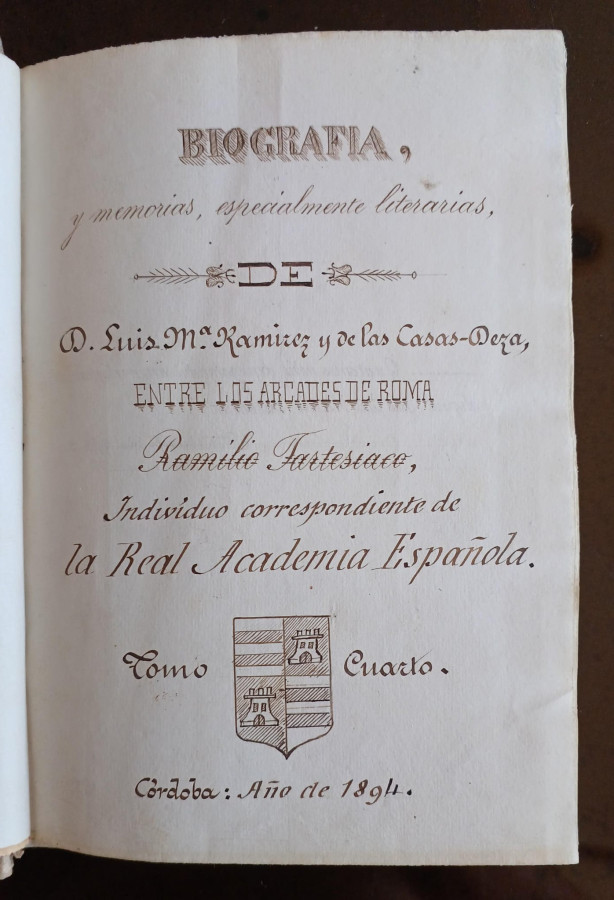 BIOGRAFIA,
y memorias, especialmente literarias,
DE
D. Luis Mª. Ramirez y de las Casas-Deza,
ENTRE LOS ARCADES DE ROMA
Ramilio Tartesiaco,
Individuo correspondiente de
la Real Academia Española.
Tomo Cuarto.
Córdoba: Año de 1894.